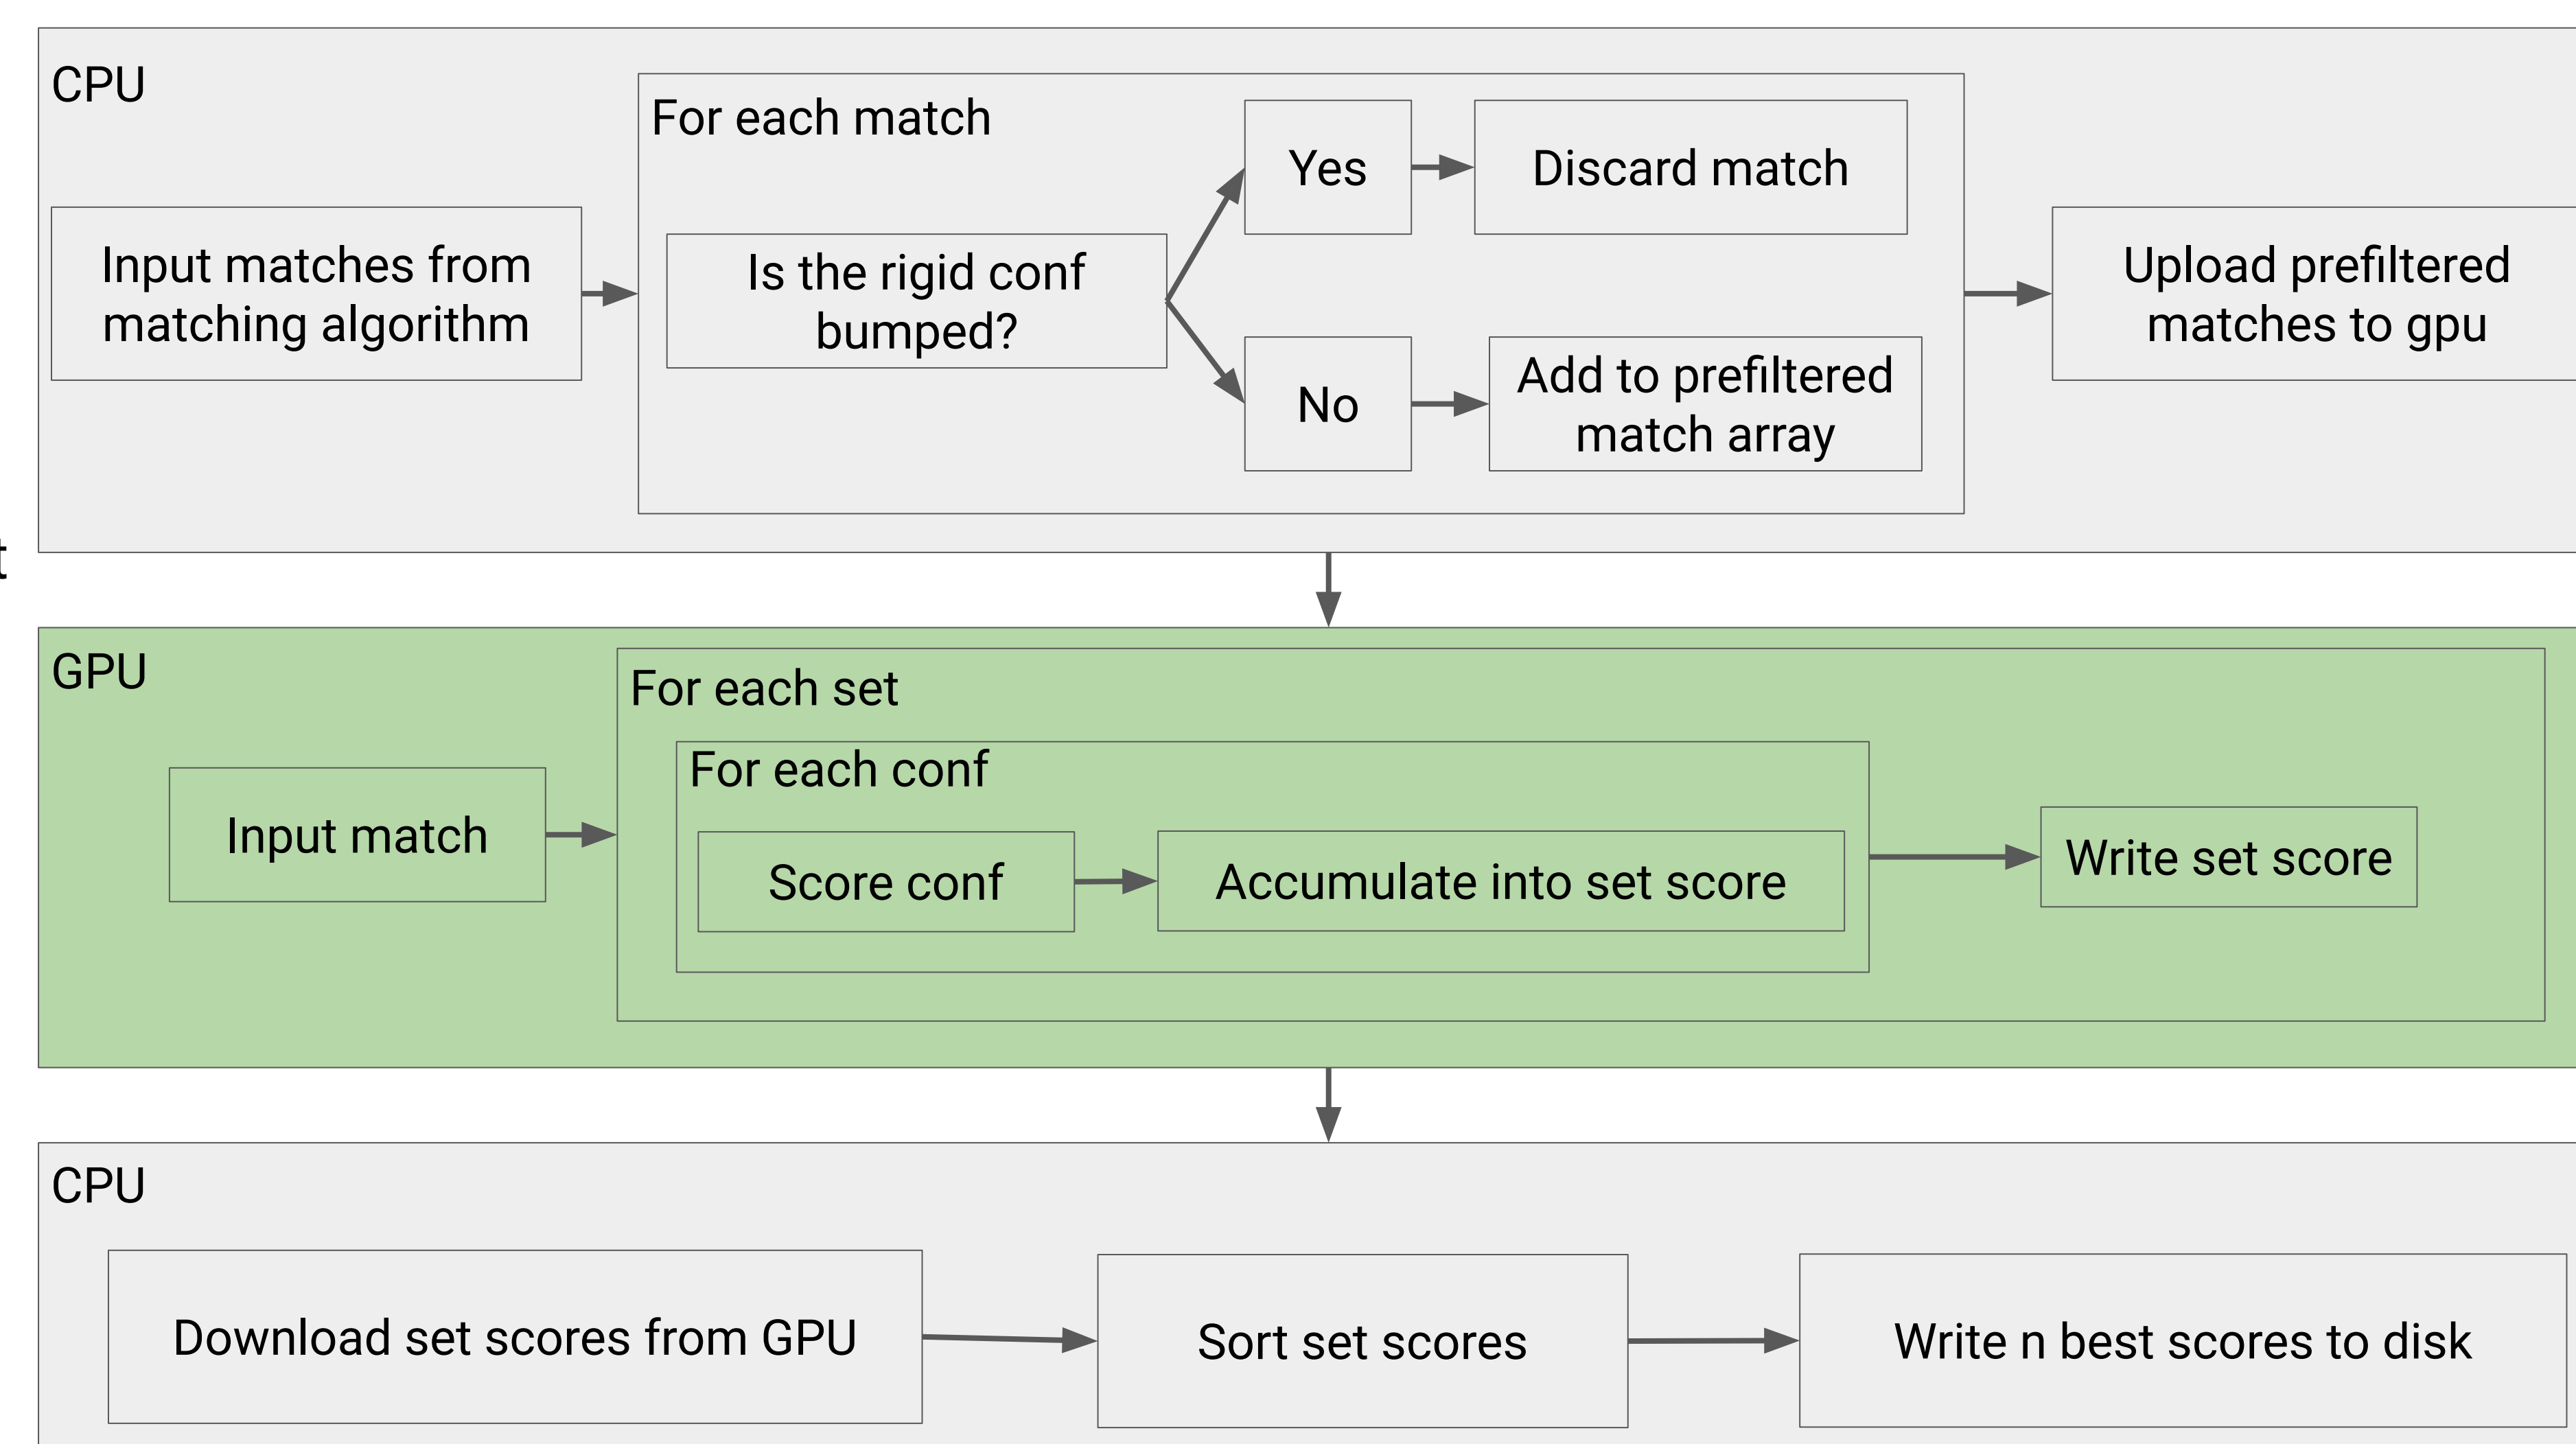 CPU
For each match
Yes
Discard match
Input matches from
matching algorithm
Is the rigid conf
bumped?
Upload prefiltered
matches to gpu
No
Add to prefiltered
match array
t
GPU
For each set
For each conf
Input match
Score conf
Accumulate into set score
Write set score
CPU
Download set scores from GPU
Sort set scores
Write n best scores to disk